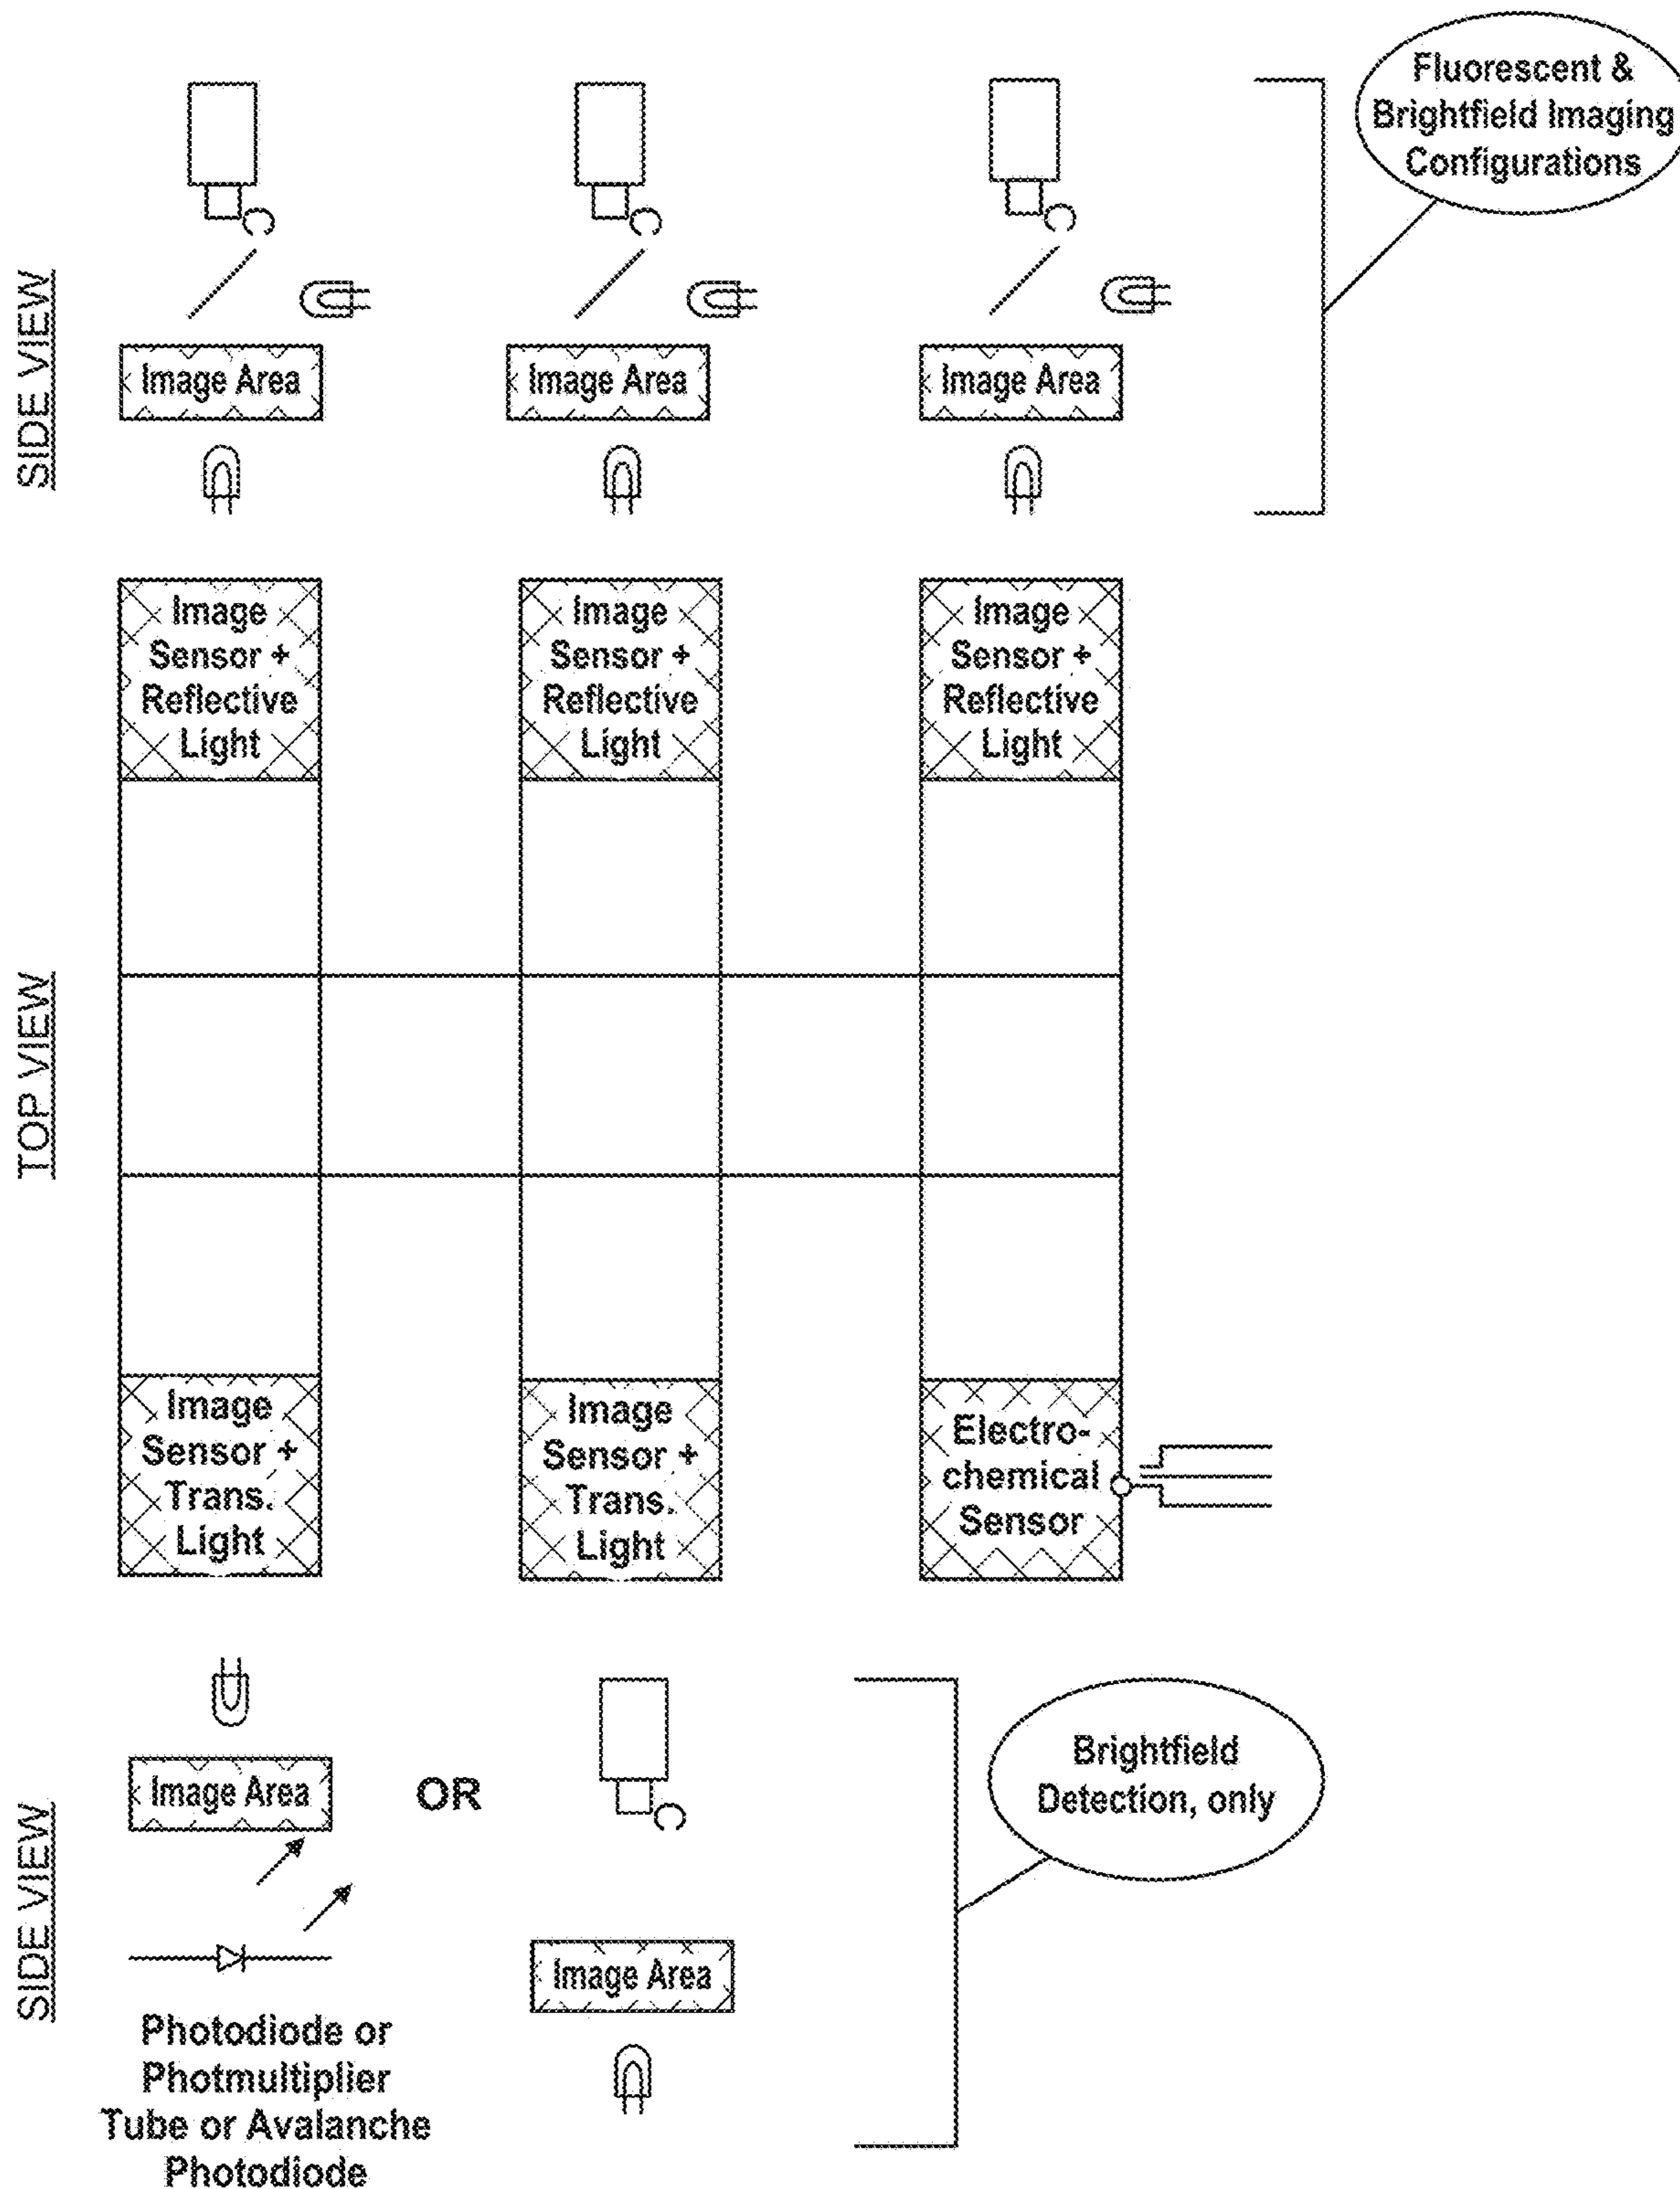 Fluorescent &
Brightfield Imaging
Configurations
SIDE VIEW
Image Area
Image Area
Image Area
TOP VIEW
Image
Sensor +
Reflective
Light
Image
Sensor +
Reflective
Light
Image
Sensor +
Reflective
Light
Image
Sensor +
Trans.
Light
Image
Sensor +
Trans.
Light
Electro-
chemical
Sensor
SIDE VIEW
Image Area
OR
Image Area
Photodiode or
Photmultiplier
Tube or Avalanche
Photodiode
Brightfield
Detection, only